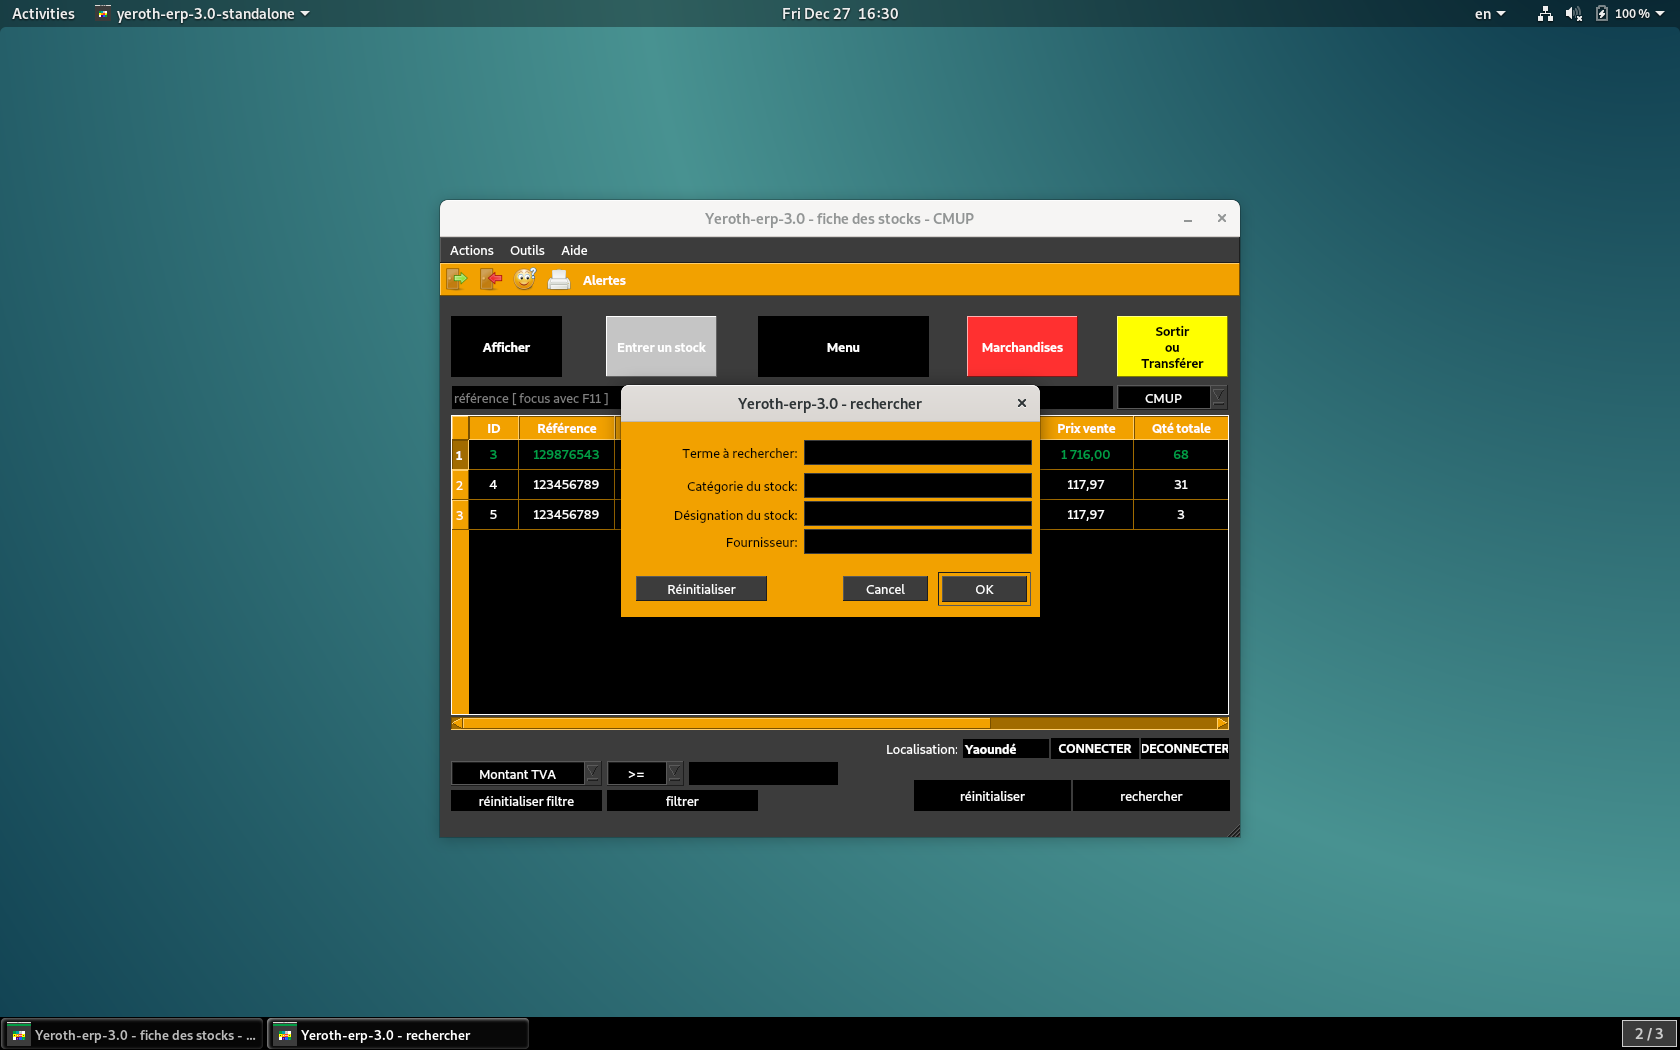 Activities yeroth-erp-3.0-standalone Fri Dec 27 16:30 en 100 %
Yeroth-erp-3.0 - fiche des stocks - CMUP
Actions Outils Aide
Alertes
Afficher
Entrer un stock
Menu
Marchandises
Sortir
ou
Transférer
référence [ focus avec F11 ]
CMUP
ID Référence Prix vente Qté totale
1 3 129876543 1 716,00 68
2 4 123456789 117,97 31
3 5 123456789 117,97 3
Yeroth-erp-3.0 - rechercher
Terme à rechercher:
Catégorie du stock:
Désignation du stock:
Fournisseur:
Réinitialiser Cancel OK
Localisation: Yaoundé CONNECTER DECONNECTER
Montant TVA >=
réinitialiser filtre filtrer
réinitialiser rechercher
Yeroth-erp-3.0 - fiche des stocks - ... Yeroth-erp-3.0 - rechercher 2 / 3